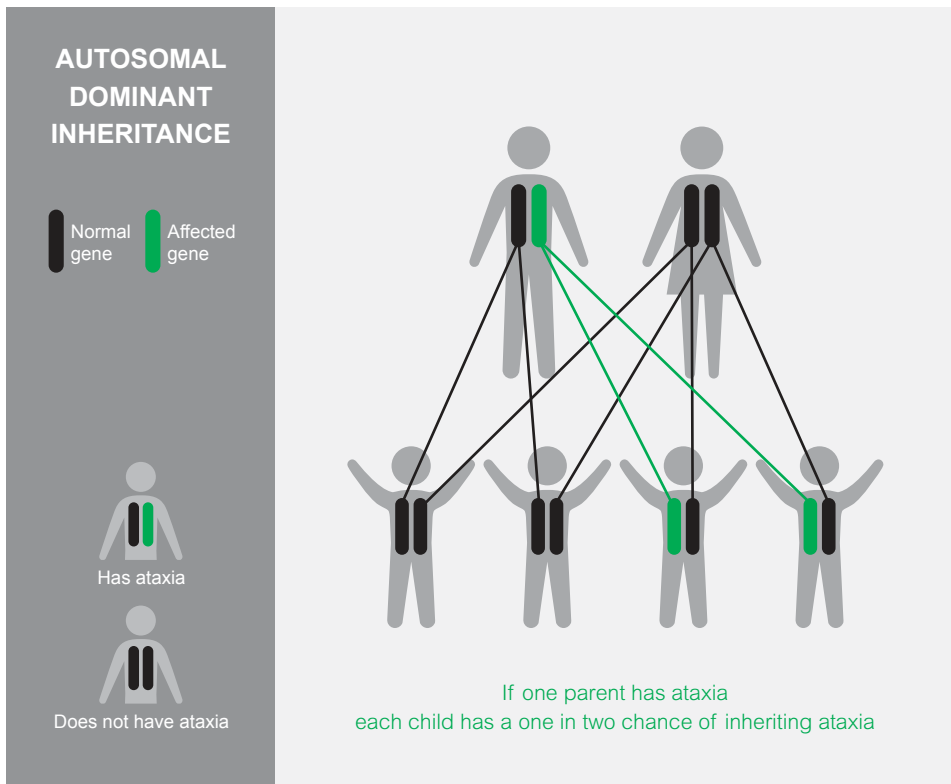 AUTOSOMAL
DOMINANT
INHERITANCE
Normal
gene
Affected
gene
Has ataxia
Does not have ataxia
If one parent has ataxia
each child has a one in two chance of inheriting ataxia